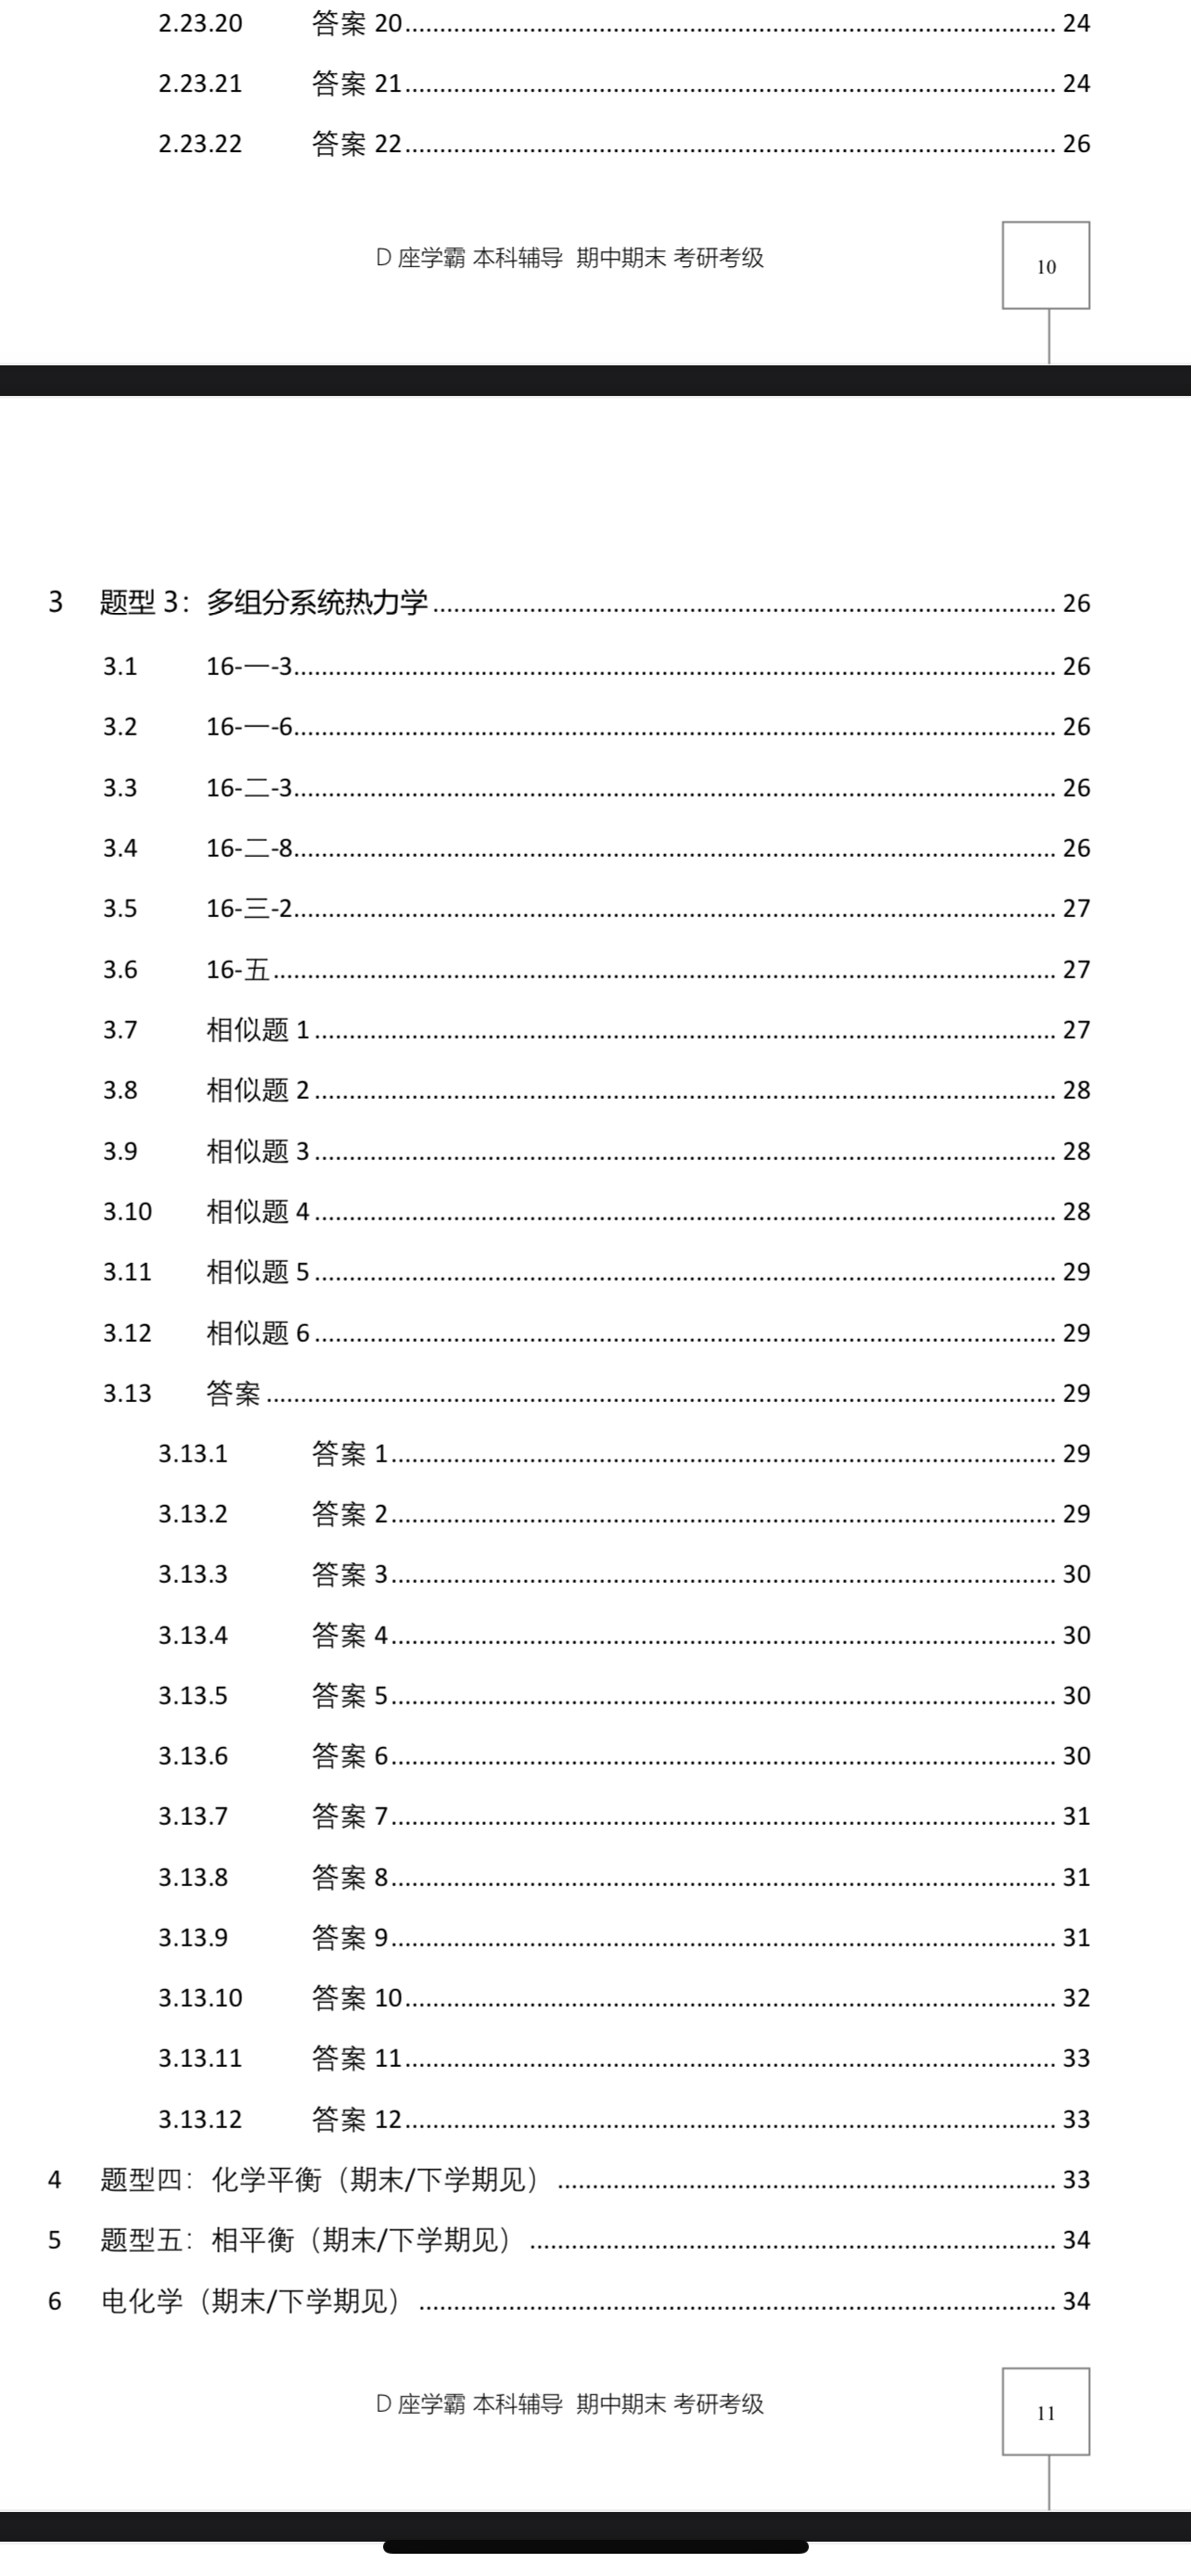 2.23.20 答案 20 24
2.23.21 答案 21 24
2.23.22 答案 22 26
D 座学霸 本科辅导 期中期末 考研考级
10
3 题型 3：多组分系统热力学 26
3.1 16-一-3 26
3.2 16-一-6 26
3.3 16-二-3 26
3.4 16-二-8 26
3.5 16-三-2 27
3.6 16-五 27
3.7 相似题 1 27
3.8 相似题 2 28
3.9 相似题 3 28
3.10 相似题 4 28
3.11 相似题 5 29
3.12 相似题 6 29
3.13 答案 29
3.13.1 答案 1 29
3.13.2 答案 2 29
3.13.3 答案 3 30
3.13.4 答案 4 30
3.13.5 答案 5 30
3.13.6 答案 6 30
3.13.7 答案 7 31
3.13.8 答案 8 31
3.13.9 答案 9 31
3.13.10 答案 10 32
3.13.11 答案 11 33
3.13.12 答案 12 33
4 题型四：化学平衡（期末/下学期见） 33
5 题型五：相平衡（期末/下学期见） 34
6 电化学（期末/下学期见） 34
D 座学霸 本科辅导 期中期末 考研考级
11